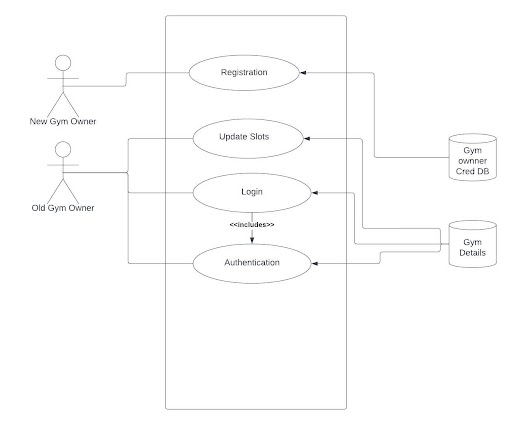 Registration
New Gym Owner
Update Slots
Gym
ownner
Cred DB
Login
Old Gym Owner
<<includes>>
Gym
Details
Authentication